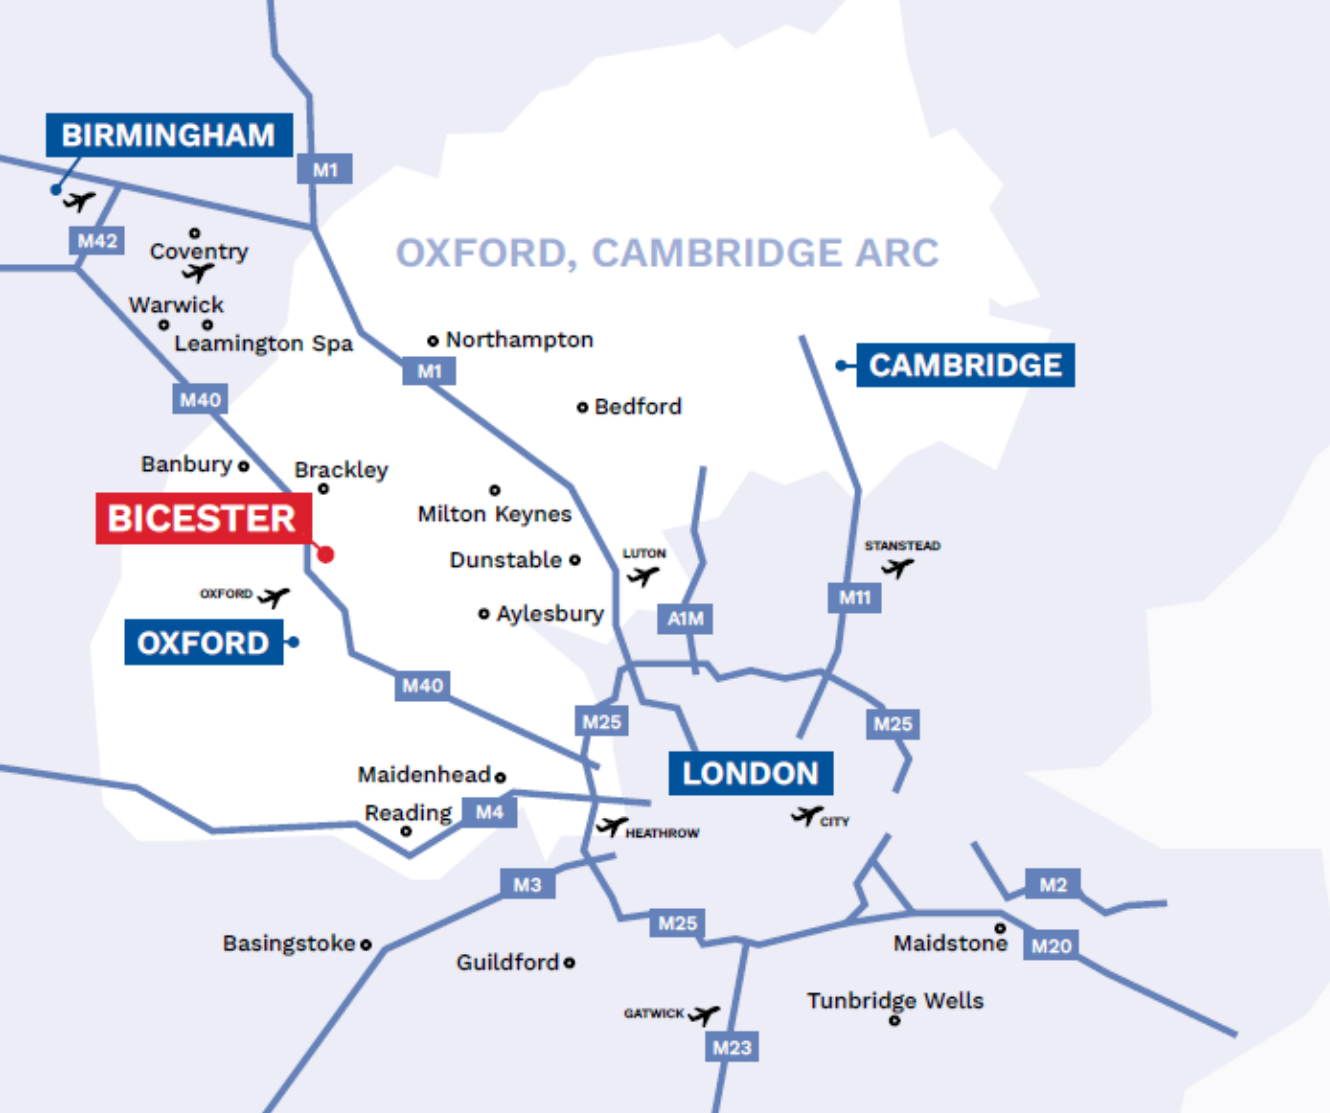 BIRMINGHAM
M1
M42
Coventry
OXFORD, CAMBRIDGE ARC
Warwick
Leamington Spa
Northampton
M1
CAMBRIDGE
M40
Bedford
Banbury
Brackley
BICESTER
Milton Keynes
Dunstable
LUTON
STANSTEAD
OXFORD
M11
Aylesbury
A1M
OXFORD
M40
M25
M25
Maidenhead
LONDON
Reading
M4
HEATHROW
CITY
M3
M2
M25
Basingstoke
Guildford
Maidstone
M20
Tunbridge Wells
GATWICK
M23